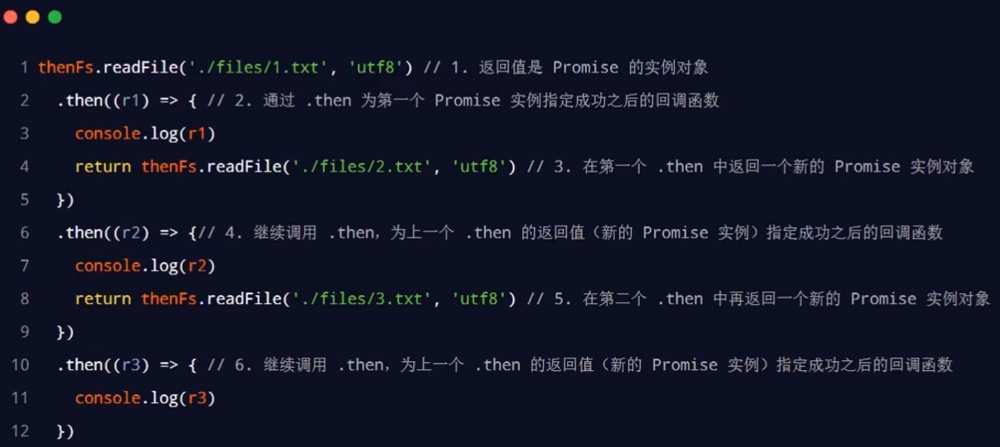 1 thenFs.readFile('./files/1.txt', 'utf8') // 1. 返回值是 Promise 的实例对象
2 .then((r1) => { // 2. 通过 .then 为第一个 Promise 实例指定成功之后的回调函数
3 console.log(r1)
4 return thenFs.readFile('./files/2.txt', 'utf8') // 3. 在第一个 .then 中返回一个新的 Promise 实例对象
5 })
6 .then((r2) => {// 4. 继续调用 .then，为上一个 .then 的返回值（新的 Promise 实例）指定成功之后的回调函数
7 console.log(r2)
8 return thenFs.readFile('./files/3.txt', 'utf8') // 5. 在第二个 .then 中再返回一个新的 Promise 实例对象
9 })
10 .then((r3) => { // 6. 继续调用 .then，为上一个 .then 的返回值（新的 Promise 实例）指定成功之后的回调函数
11 console.log(r3)
12 })